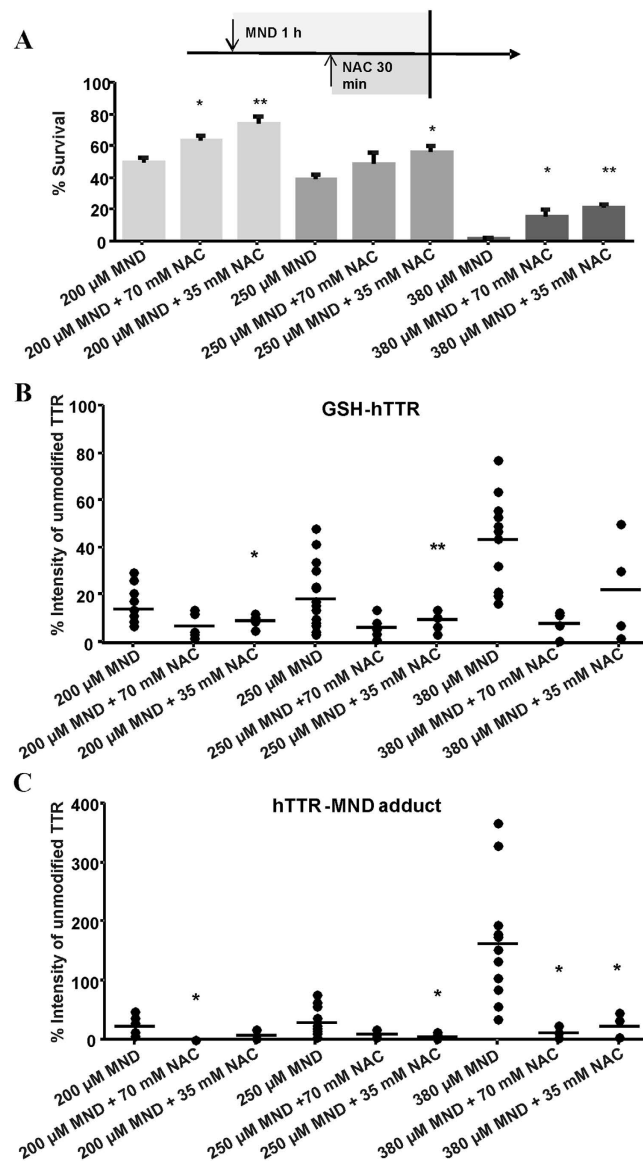 A
MND 1 h
NAC 30
min
% Survival
100
80
60
40
20
0
* ** * * **
200 µM MND
200 µM MND + 70 mM NAC
200 µM MND + 35 mM NAC
250 µM MND
250 µM MND +70 mM NAC
250 µM MND + 35 mM NAC
380 µM MND
380 µM MND + 70 mM NAC
380 µM MND + 35 mM NAC
B
GSH-hTTR
% Intensity of unmodified TTR
100
80
60
40
20
0
* **
200 µM MND
200 µM MND + 70 mM NAC
200 µM MND + 35 mM NAC
250 µM MND
250 µM MND +70 mM NAC
250 µM MND + 35 mM NAC
380 µM MND
380 µM MND + 70 mM NAC
380 µM MND + 35 mM NAC
C
hTTR-MND adduct
% Intensity of unmodified TTR
400
300
200
100
0
* * * *
200 µM MND
200 µM MND + 70 mM NAC
200 µM MND + 35 mM NAC
250 µM MND
250 µM MND +70 mM NAC
250 µM MND + 35 mM NAC
380 µM MND
380 µM MND + 70 mM NAC
380 µM MND + 35 mM NAC